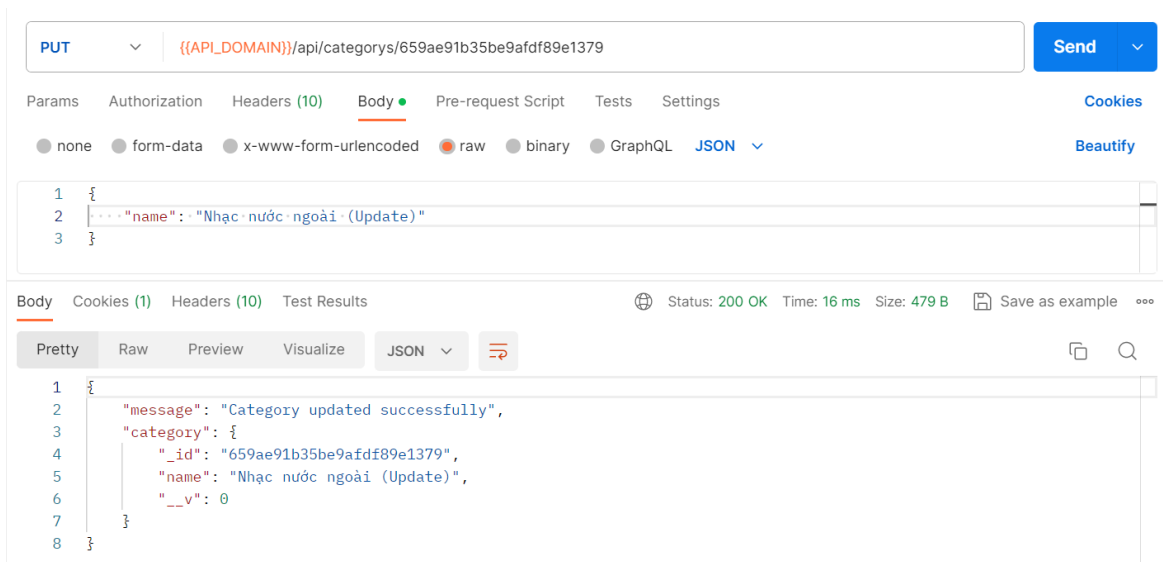 PUT {{API_DOMAIN}}/api/categorys/659ae91b35be9afdf89e1379 Send
Params Authorization Headers (10) Body Pre-request Script Tests Settings Cookies
none form-data x-www-form-urlencoded raw binary GraphQL JSON Beautify
1 {
2 ····"name":·"Nhạc·nước·ngoài·(Update)"
3 }
Body Cookies (1) Headers (10) Test Results Status: 200 OK Time: 16 ms Size: 479 B Save as example
Pretty Raw Preview Visualize JSON
1 {
2 "message": "Category updated successfully",
3 "category": {
4 "_id": "659ae91b35be9afdf89e1379",
5 "name": "Nhạc nước ngoài (Update)",
6 "__v": 0
7 }
8 }